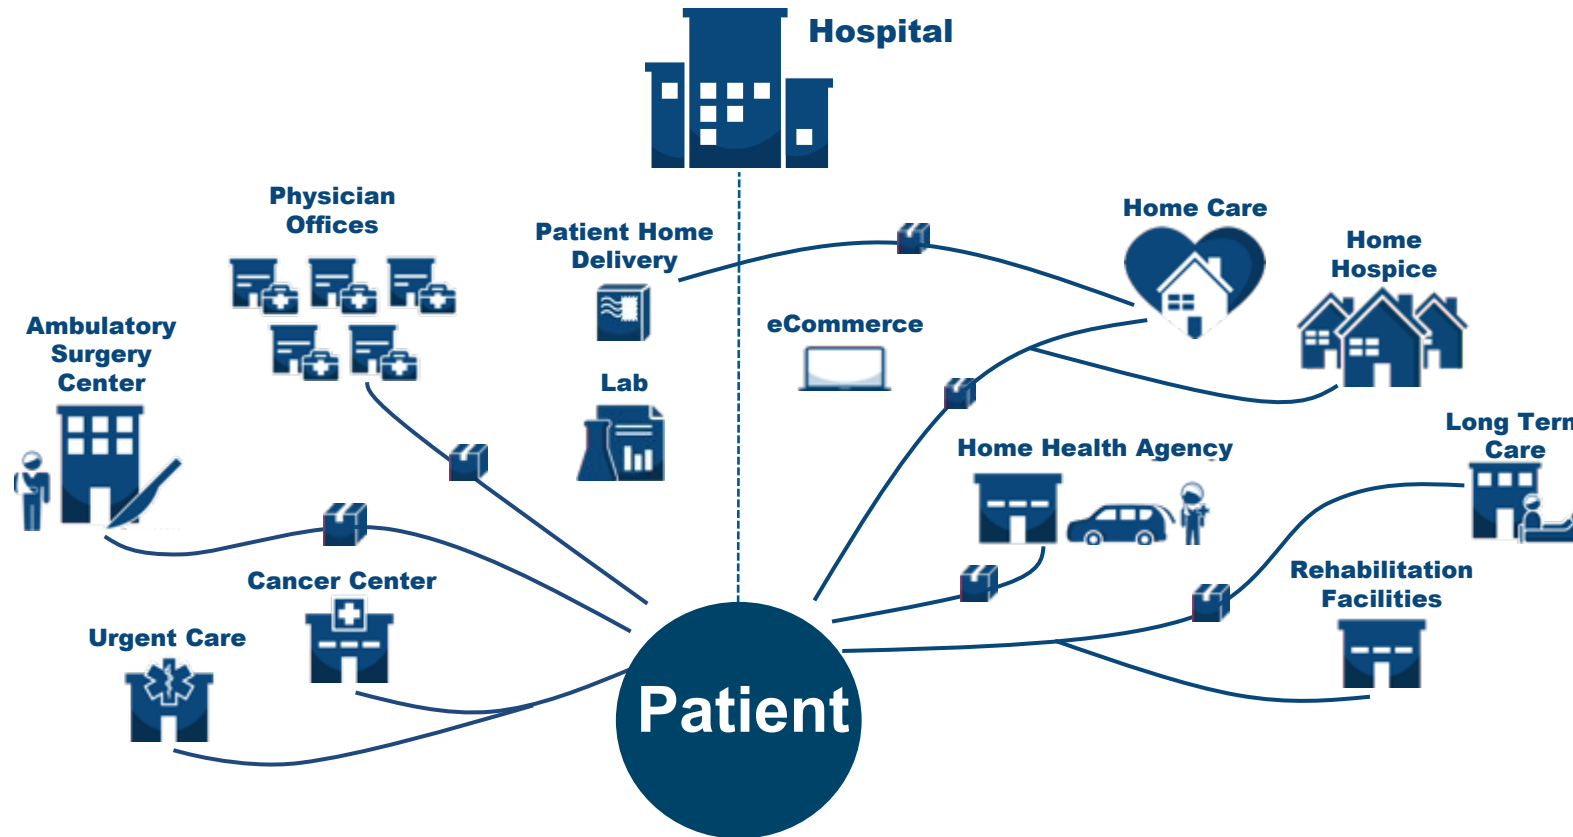 Hospital
Physician
Offices
Patient Home
Delivery
Home Care
Home
Hospice
Ambulatory
Surgery
Center
eCommerce
Lab
Home Health Agency
Long Tern
Care
Cancer Center
Rehabilitation
Facilities
Urgent Care
Patient